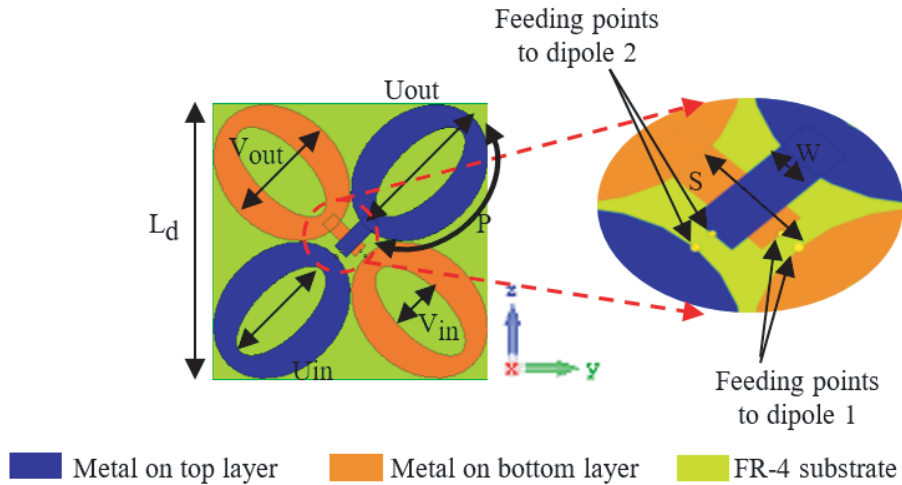 Feeding points
to dipole 2
Uout
Vout
W
S
Ld
P
Vin
z
Uin
x
y
Feeding points
to dipole 1
Metal on top layer
Metal on bottom layer
FR-4 substrate